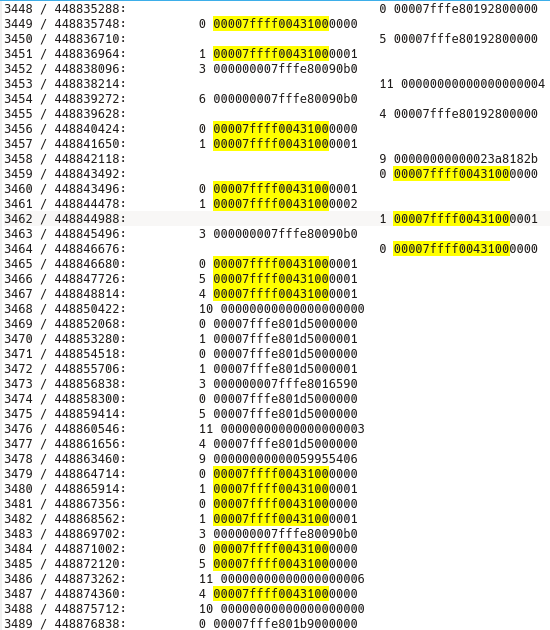 3448 / 448835288: 0 00007fffe80192800000
3449 / 448835748: 0 00007ffff00431000000
3450 / 448836710: 5 00007fffe80192800000
3451 / 448836964: 1 00007ffff00431000001
3452 / 448838096: 3 000000007fffe80090b0
3453 / 448838214: 11 00000000000000000004
3454 / 448839272: 6 000000007fffe80090b0
3455 / 448839628: 4 00007fffe80192800000
3456 / 448840424: 0 00007ffff00431000000
3457 / 448841650: 1 00007ffff00431000001
3458 / 448842118: 9 00000000000023a8182b
3459 / 448843492: 0 00007ffff00431000000
3460 / 448843496: 0 00007ffff00431000001
3461 / 448844478: 1 00007ffff00431000002
3462 / 448844988: 1 00007ffff00431000001
3463 / 448845496: 3 000000007fffe80090b0
3464 / 448846676: 0 00007ffff00431000000
3465 / 448846680: 0 00007ffff00431000001
3466 / 448847726: 5 00007ffff00431000001
3467 / 448848814: 4 00007ffff00431000001
3468 / 448850422: 10 00000000000000000000
3469 / 448852068: 0 00007fffe801d5000000
3470 / 448853280: 1 00007fffe801d5000001
3471 / 448854518: 0 00007fffe801d5000000
3472 / 448855706: 1 00007fffe801d5000001
3473 / 448856838: 3 000000007fffe8016590
3474 / 448858300: 0 00007fffe801d5000000
3475 / 448859414: 5 00007fffe801d5000000
3476 / 448860546: 11 00000000000000000003
3477 / 448861656: 4 00007fffe801d5000000
3478 / 448863460: 9 00000000000059955406
3479 / 448864714: 0 00007ffff00431000000
3480 / 448865914: 1 00007ffff00431000001
3481 / 448867356: 0 00007ffff00431000000
3482 / 448868562: 1 00007ffff00431000001
3483 / 448869702: 3 000000007fffe80090b0
3484 / 448871002: 0 00007ffff00431000000
3485 / 448872120: 5 00007ffff00431000000
3486 / 448873262: 11 00000000000000000006
3487 / 448874360: 4 00007ffff00431000000
3488 / 448875712: 10 00000000000000000000
3489 / 448876838: 0 00007fffe801b9000000